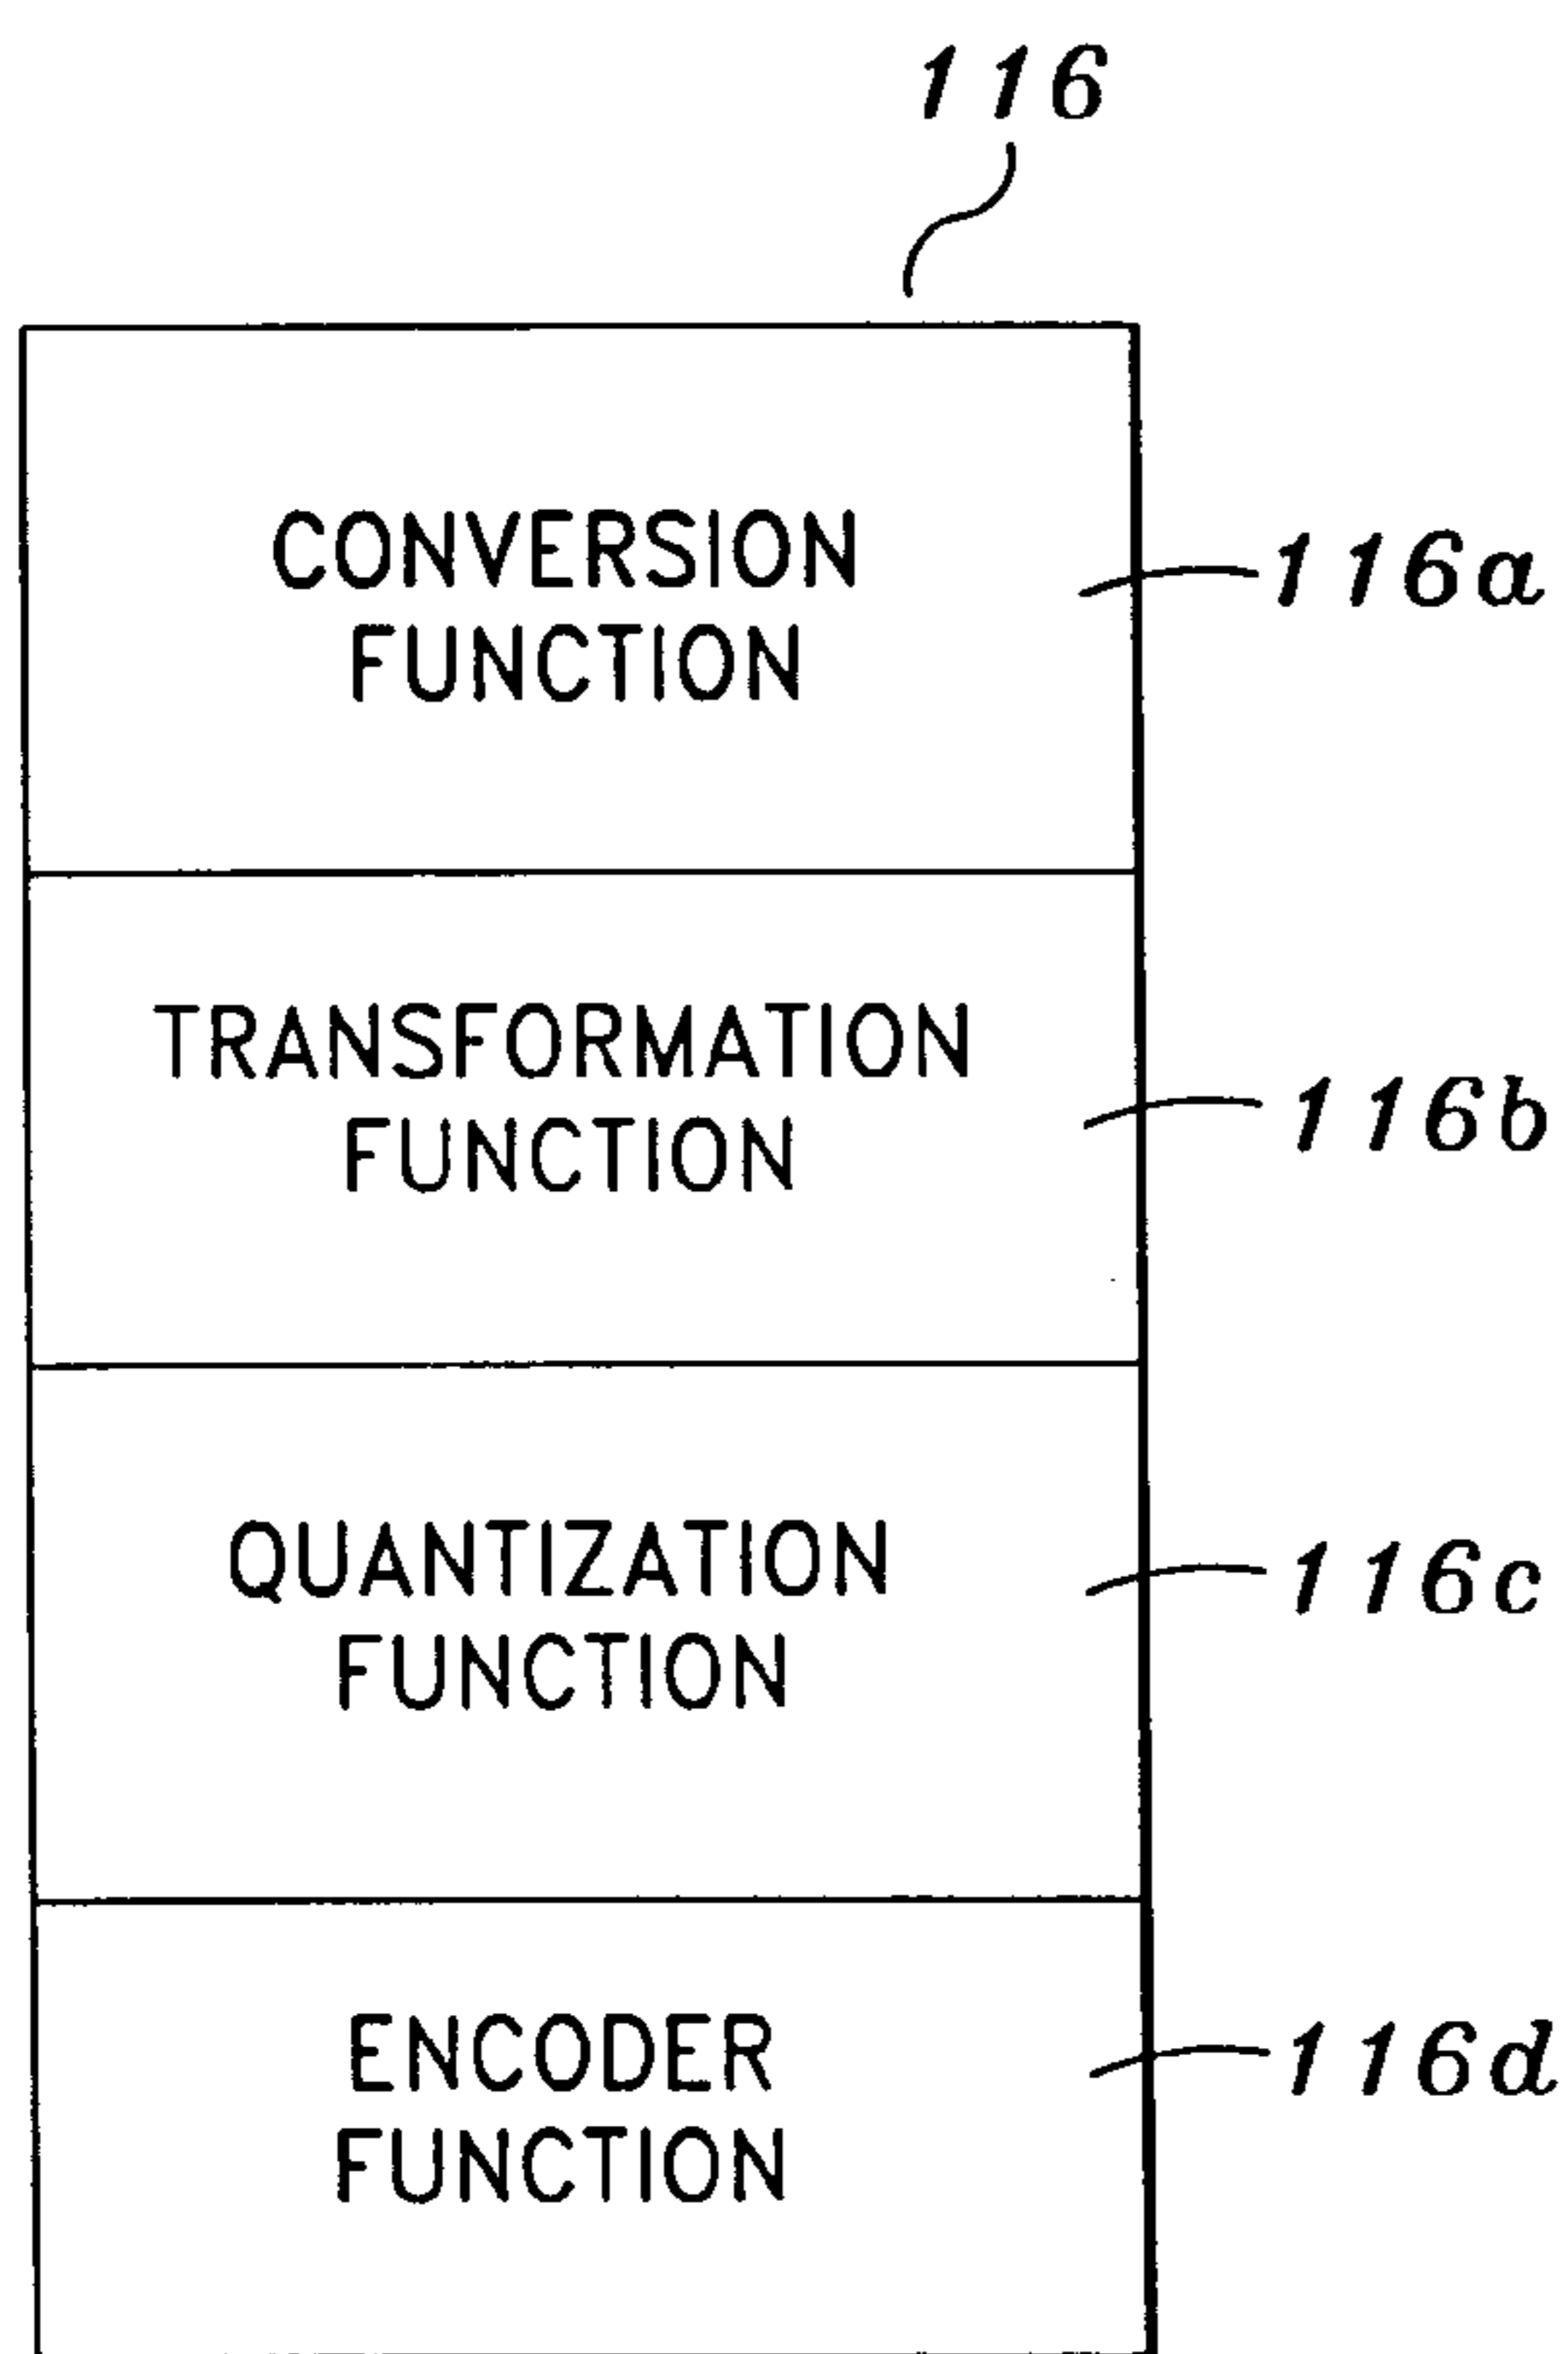 116
CONVERSION
FUNCTION
116a
TRANSFORMATION
FUNCTION
116b
QUANTIZATION
FUNCTION
116c
ENCODER
FUNCTION
116d